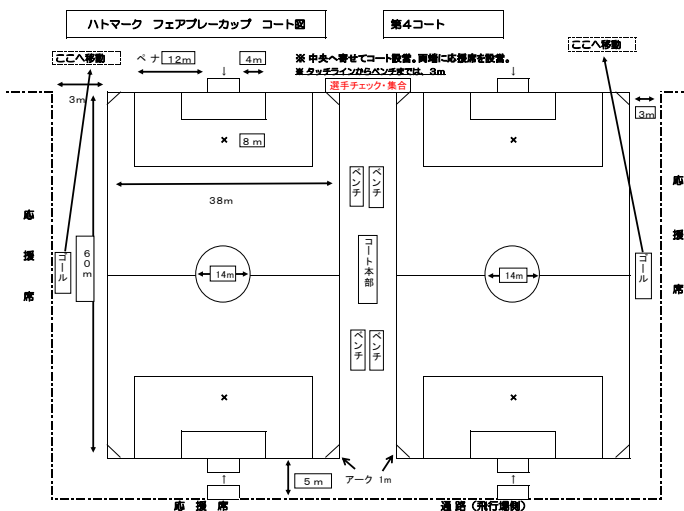 ハトマーク　フェアプレーカップ　コート図
第４コート
ここへ移動
ペナ
12m
4m
※ 中央へ寄せてコート設営。両端に応援席を設営。
※ タッチラインからベンチまでは、3m
ここへ移動
選手チェック・集合
3m
3m
8m
38m
ベンチ
ベンチ
応援席
応援席
60m
ゴール
14m
コート本部
14m
ゴール
ベンチ
ベンチ
5m
アーク 1m
応援席
通路（飛行場側）